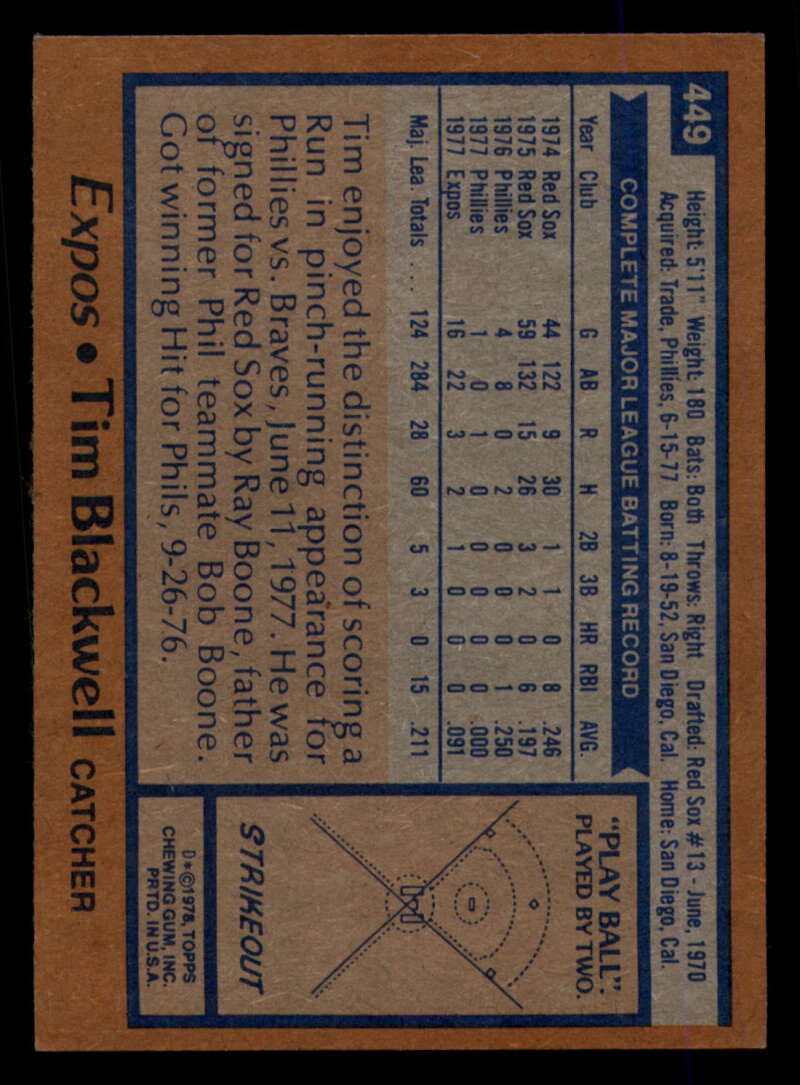 449
Height: 5'11" Weight: 180 Bats: Both Throws: Right Drafted: Red Sox #13 - June, 1970
Acquired: Trade, Phillies, 6-15-77 Born: 8-19-52, San Diego, Cal. Home: San Diego, Cal.
COMPLETE MAJOR LEAGUE BATTING RECORD
Year Club G AB R H 2B 3B HR RBI AVG.
1974 Red Sox 44 122 9 30 1 1 0 8 .246
1975 Red Sox 59 132 15 26 3 2 0 6 .197
1976 Phillies 4 8 0 2 0 0 0 1 .250
1977 Phillies 1 0 1 0 0 0 0 0 .000
1977 Expos 16 22 3 2 1 0 0 0 .091
Maj. Lea. Totals .... 124 284 28 60 5 3 0 15 .211
Tim enjoyed the distinction of scoring a
Run in pinch-running appearance for
Phillies vs. Braves, June 11, 1977. He was
signed for Red Sox by Ray Boone, father
of former Phil teammate Bob Boone.
Got winning Hit for Phils, 9-26-76.
"PLAY BALL":
PLAYED BY TWO.
STRIKEOUT
D*©1978, TOPPS
CHEWING GUM, INC.
PRTD. IN U.S.A.
Expos • Tim Blackwell CATCHER